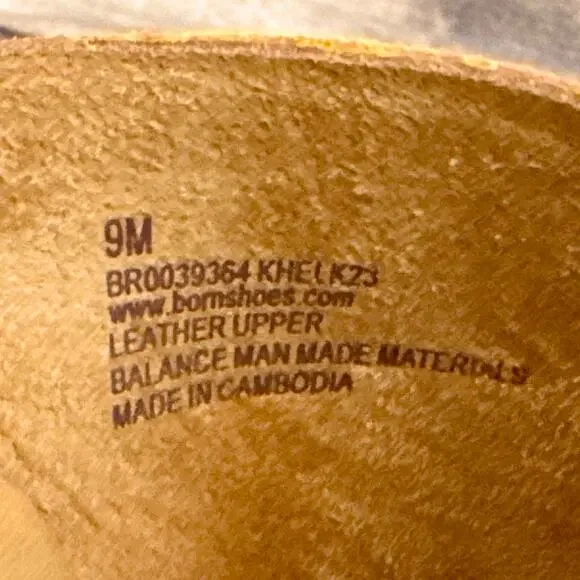 9M
BR0039364 KHELK23
www.bornshoes.com
LEATHER UPPER
BALANCE MAN MADE MATERIALS
MADE IN CAMBODIA